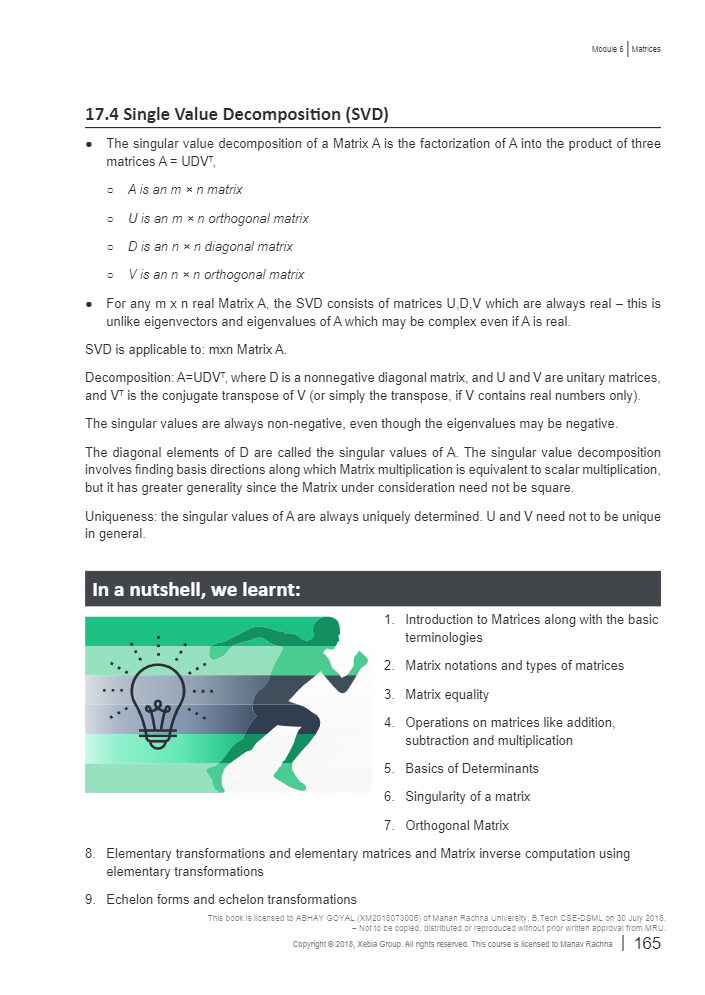 Module 6 | Matrices
17.4 Single Value Decomposition (SVD)
● The singular value decomposition of a Matrix A is the factorization of A into the product of three
matrices A = UDVᵀ,
○ A is an m × n matrix
○ U is an m × n orthogonal matrix
○ D is an n × n diagonal matrix
○ V is an n × n orthogonal matrix
● For any m x n real Matrix A, the SVD consists of matrices U,D,V which are always real – this is
unlike eigenvectors and eigenvalues of A which may be complex even if A is real.
SVD is applicable to: mxn Matrix A.
Decomposition: A=UDVᵀ, where D is a nonnegative diagonal matrix, and U and V are unitary matrices,
and Vᵀ is the conjugate transpose of V (or simply the transpose, if V contains real numbers only).
The singular values are always non-negative, even though the eigenvalues may be negative.
The diagonal elements of D are called the singular values of A. The singular value decomposition
involves finding basis directions along which Matrix multiplication is equivalent to scalar multiplication,
but it has greater generality since the Matrix under consideration need not be square.
Uniqueness: the singular values of A are always uniquely determined. U and V need not to be unique
in general.
In a nutshell, we learnt:
1. Introduction to Matrices along with the basic
terminologies
2. Matrix notations and types of matrices
3. Matrix equality
4. Operations on matrices like addition,
subtraction and multiplication
5. Basics of Determinants
6. Singularity of a matrix
7. Orthogonal Matrix
8. Elementary transformations and elementary matrices and Matrix inverse computation using
elementary transformations
9. Echelon forms and echelon transformations
This book is licensed to ABHAY GOYAL (XM2018073006) of Manan Rachna University, B.Tech CSE-DSML on 30 July 2018.
– Not to be copied, distributed or reproduced without prior written approval from MRU.
Copyright © 2018, Xebia Group. All rights reserved. This course is licensed to Manav Rachna | 165